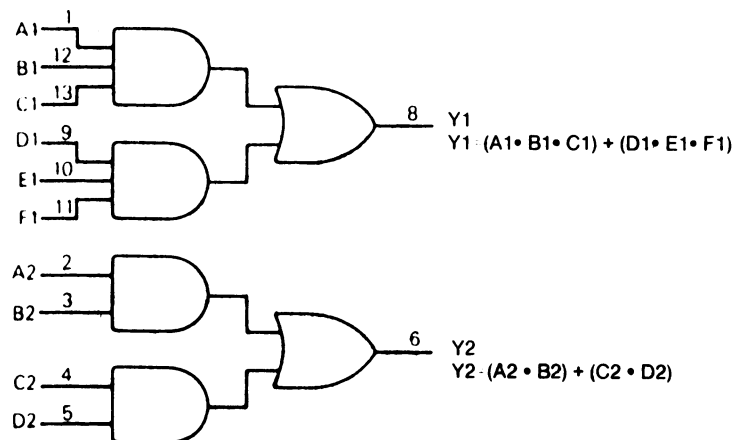 A1 1
B1 12
C1 13
D1 9
E1 10
F1 11
8 Y1
Y1 = (A1 • B1 • C1) + (D1 • E1 • F1)
A2 2
B2 3
C2 4
D2 5
6 Y2
Y2 = (A2 • B2) + (C2 • D2)